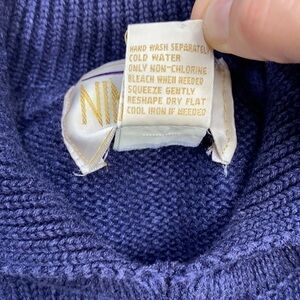 HAND WASH SEPARATELY
COLD WATER
ONLY NON-CHLORINE
BLEACH WHEN NEEDED
SQUEEZE GENTLY
RESHAPE DRY FLAT
COOL IRON IF NEEDED